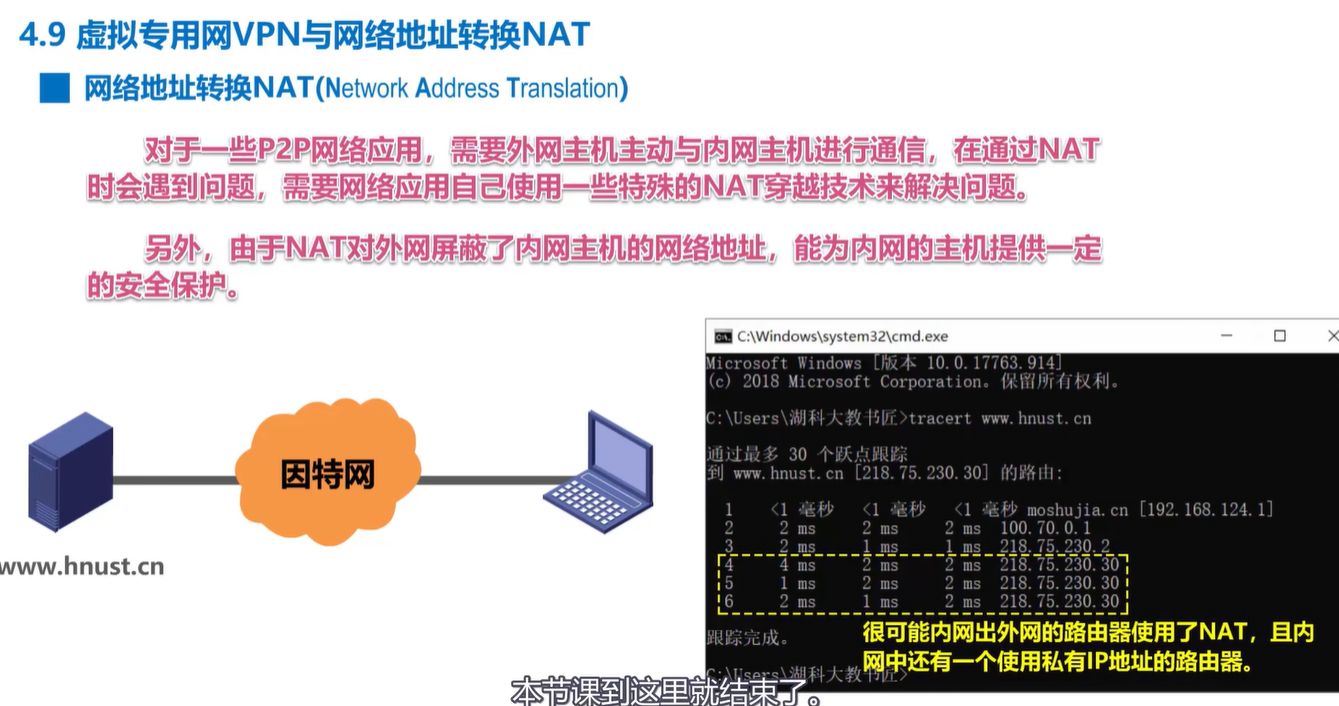 4.9 虚拟专用网VPN与网络地址转换NAT
网络地址转换NAT(Network Address Translation)
对于一些P2P网络应用，需要外网主机主动与内网主机进行通信，在通过NAT
时会遇到问题，需要网络应用自己使用一些特殊的NAT穿越技术来解决问题。
另外，由于NAT对外网屏蔽了内网主机的网络地址，能为内网的主机提供一定
的安全保护。
因特网
www.hnust.cn
C:\Windows\system32\cmd.exe
Microsoft Windows [版本 10.0.17763.914]
(c) 2018 Microsoft Corporation。保留所有权利。
C:\Users\湖科大教书匠>tracert www.hnust.cn
通过最多 30 个跃点跟踪
到 www.hnust.cn [218.75.230.30] 的路由:
1 <1 毫秒 <1 毫秒 <1 毫秒 moshujia.cn [192.168.124.1]
2 2 ms 2 ms 2 ms 100.70.0.1
3 2 ms 1 ms 1 ms 218.75.230.2
4 4 ms 2 ms 2 ms 218.75.230.30
5 1 ms 2 ms 2 ms 218.75.230.30
6 2 ms 1 ms 2 ms 218.75.230.30
跟踪完成。
很可能内网出外网的路由器使用了NAT，且内
网中还有一个使用私有IP地址的路由器。
C:\Users\湖科大教书匠>
本节课到这里就结束了。